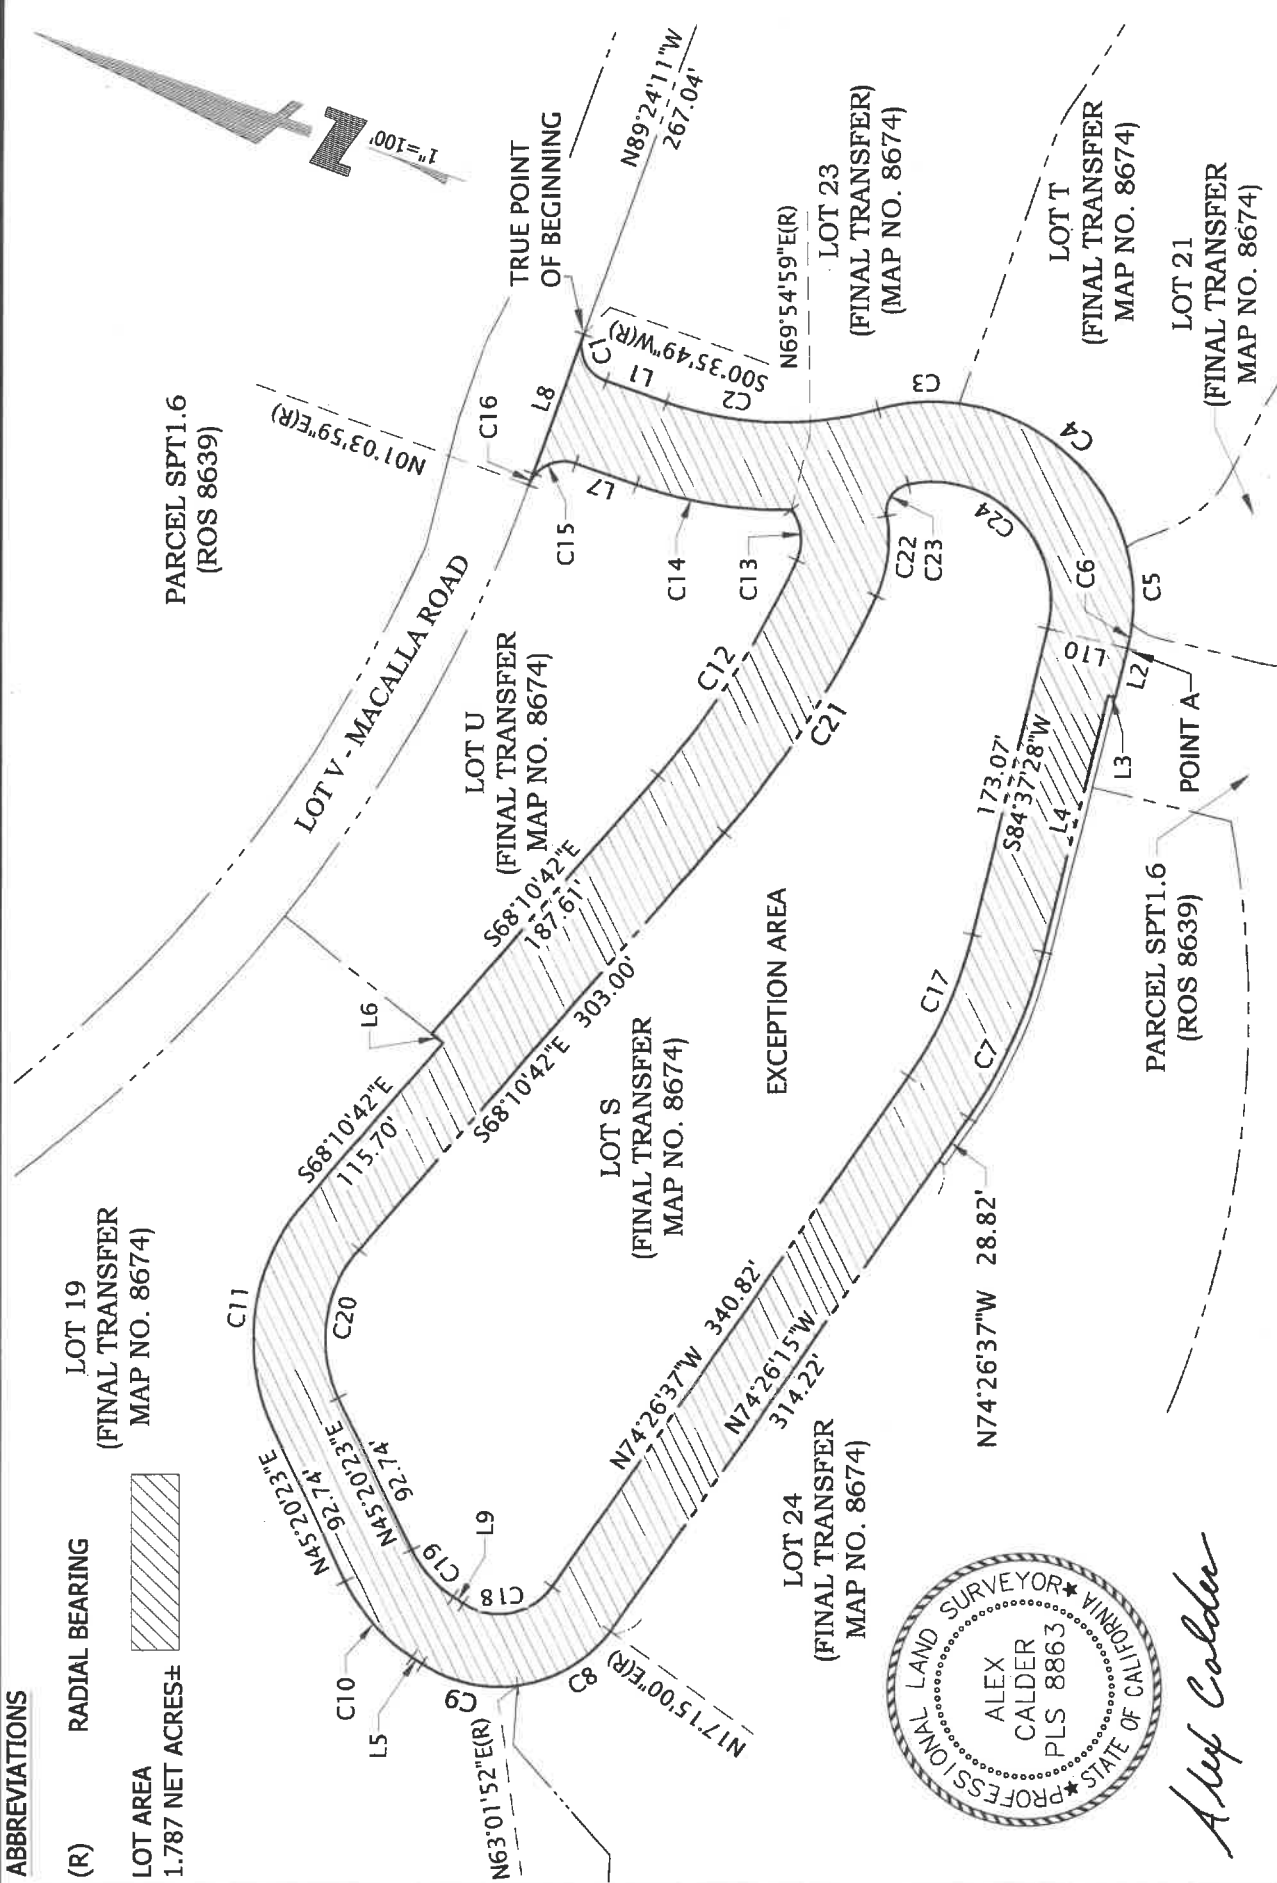 ABBREVIATIONS
(R) RADIAL BEARING
LOT AREA
1.787 NET ACRES±
LOT 19
(FINAL TRANSFER
MAP NO. 8674)
PARCEL SPT1.6
(ROS 8639)
1"=100'
LOT V - MACALLA ROAD
TRUE POINT
OF BEGINNING
N89°24'11"W
267.04'
N01°03'59"E(R)
C16
L8
C1
L1
S00°35'49"W(R)
C2
N69°54'59"E(R)
LOT 23
(FINAL TRANSFER)
(MAP NO. 8674)
C15
L7
C14
C13
C3
LOT T
(FINAL TRANSFER
MAP NO. 8674)
LOT 21
(FINAL TRANSFER
MAP NO. 8674)
C4
C22
C23
C24
C6
C5
L10
L2
POINT A
L3
LOT U
(FINAL TRANSFER
MAP NO. 8674)
C12
C21
L6
S68°10'42"E
187.61'
S68°10'42"E
115.70'
S68°10'42"E 303.00'
173.07'
S84°37'28"W
L4
C11
C20
LOT S
(FINAL TRANSFER
MAP NO. 8674)
EXCEPTION AREA
C17
C7
PARCEL SPT1.6
(ROS 8639)
N45°20'23"E
92.74'
N45°20'23"E
92.74'
C10
C19
L9
L5
C18
C9
C8
N63°01'52"E(R)
N17°15'00"E(R)
N74°26'37"W 340.82'
N74°26'15"W
314.22'
N74°26'37"W 28.82'
LOT 24
(FINAL TRANSFER
MAP NO. 8674)
PROFESSIONAL LAND SURVEYOR
ALEX
CALDER
PLS 8863
STATE OF CALIFORNIA
Alex Calder